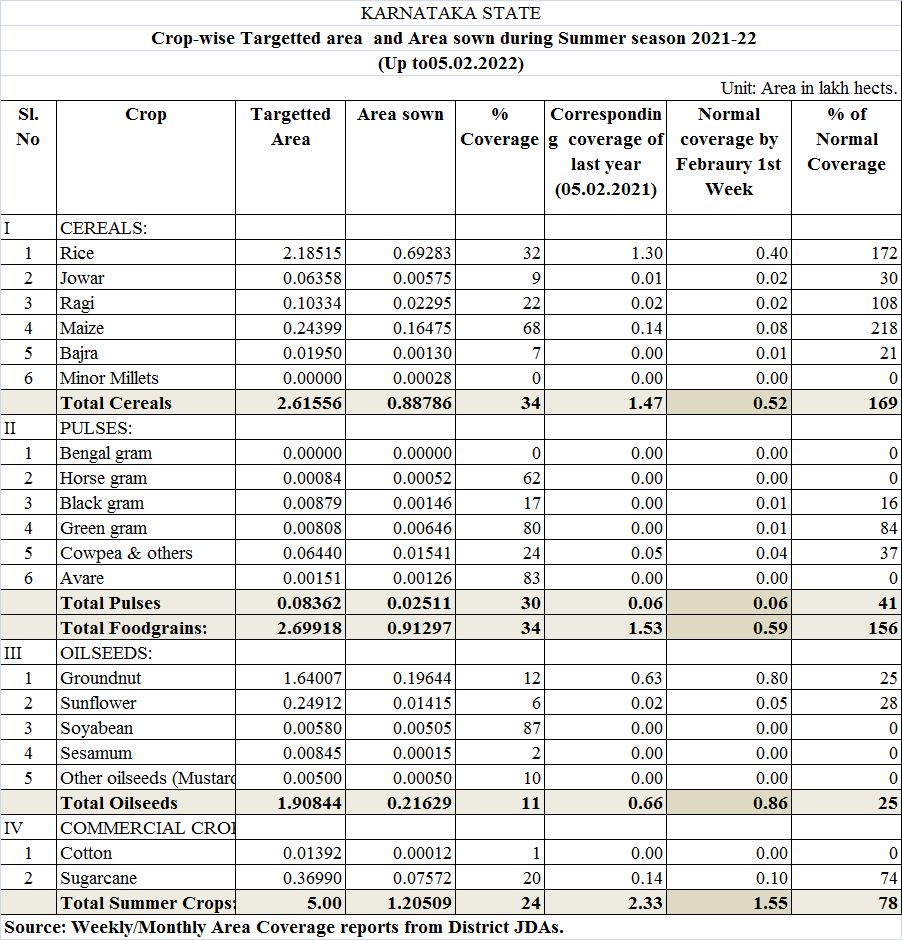 KARNATAKA STATE
Crop-wise Targetted area and Area sown during Summer season 2021-22
(Up to05.02.2022)
Unit: Area in lakh hects.
Sl. No Crop Targetted Area Area sown % Coverage Correspondin g coverage of last year (05.02.2021) Normal coverage by Febraury 1st Week % of Normal Coverage
I CEREALS:
1 Rice 2.18515 0.69283 32 1.30 0.40 172
2 Jowar 0.06358 0.00575 9 0.01 0.02 30
3 Ragi 0.10334 0.02295 22 0.02 0.02 108
4 Maize 0.24399 0.16475 68 0.14 0.08 218
5 Bajra 0.01950 0.00130 7 0.00 0.01 21
6 Minor Millets 0.00000 0.00028 0 0.00 0.00 0
Total Cereals 2.61556 0.88786 34 1.47 0.52 169
II PULSES:
1 Bengal gram 0.00000 0.00000 0 0.00 0.00 0
2 Horse gram 0.00084 0.00052 62 0.00 0.00 0
3 Black gram 0.00879 0.00146 17 0.00 0.01 16
4 Green gram 0.00808 0.00646 80 0.00 0.01 84
5 Cowpea & others 0.06440 0.01541 24 0.05 0.04 37
6 Avare 0.00151 0.00126 83 0.00 0.00 0
Total Pulses 0.08362 0.02511 30 0.06 0.06 41
Total Foodgrains: 2.69918 0.91297 34 1.53 0.59 156
III OILSEEDS:
1 Groundnut 1.64007 0.19644 12 0.63 0.80 25
2 Sunflower 0.24912 0.01415 6 0.02 0.05 28
3 Soyabean 0.00580 0.00505 87 0.00 0.00 0
4 Sesamum 0.00845 0.00015 2 0.00 0.00 0
5 Other oilseeds (Mustard 0.00500 0.00050 10 0.00 0.00 0
Total Oilseeds 1.90844 0.21629 11 0.66 0.86 25
IV COMMERCIAL CROI
1 Cotton 0.01392 0.00012 1 0.00 0.00 0
2 Sugarcane 0.36990 0.07572 20 0.14 0.10 74
Total Summer Crops: 5.00 1.20509 24 2.33 1.55 78
Source: Weekly/Monthly Area Coverage reports from District JDAs.